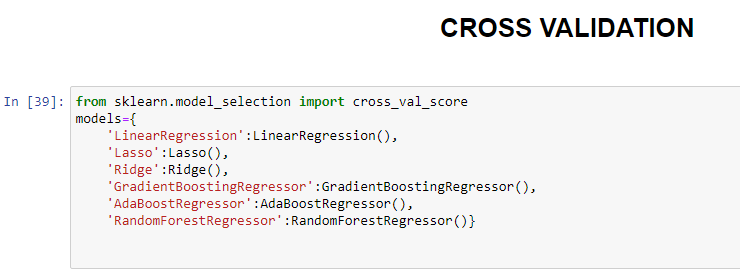 CROSS VALIDATION
In [39]: from sklearn.model_selection import cross_val_score
models={
    'LinearRegression':LinearRegression(),
    'Lasso':Lasso(),
    'Ridge':Ridge(),
    'GradientBoostingRegressor':GradientBoostingRegressor(),
    'AdaBoostRegressor':AdaBoostRegressor(),
    'RandomForestRegressor':RandomForestRegressor()}